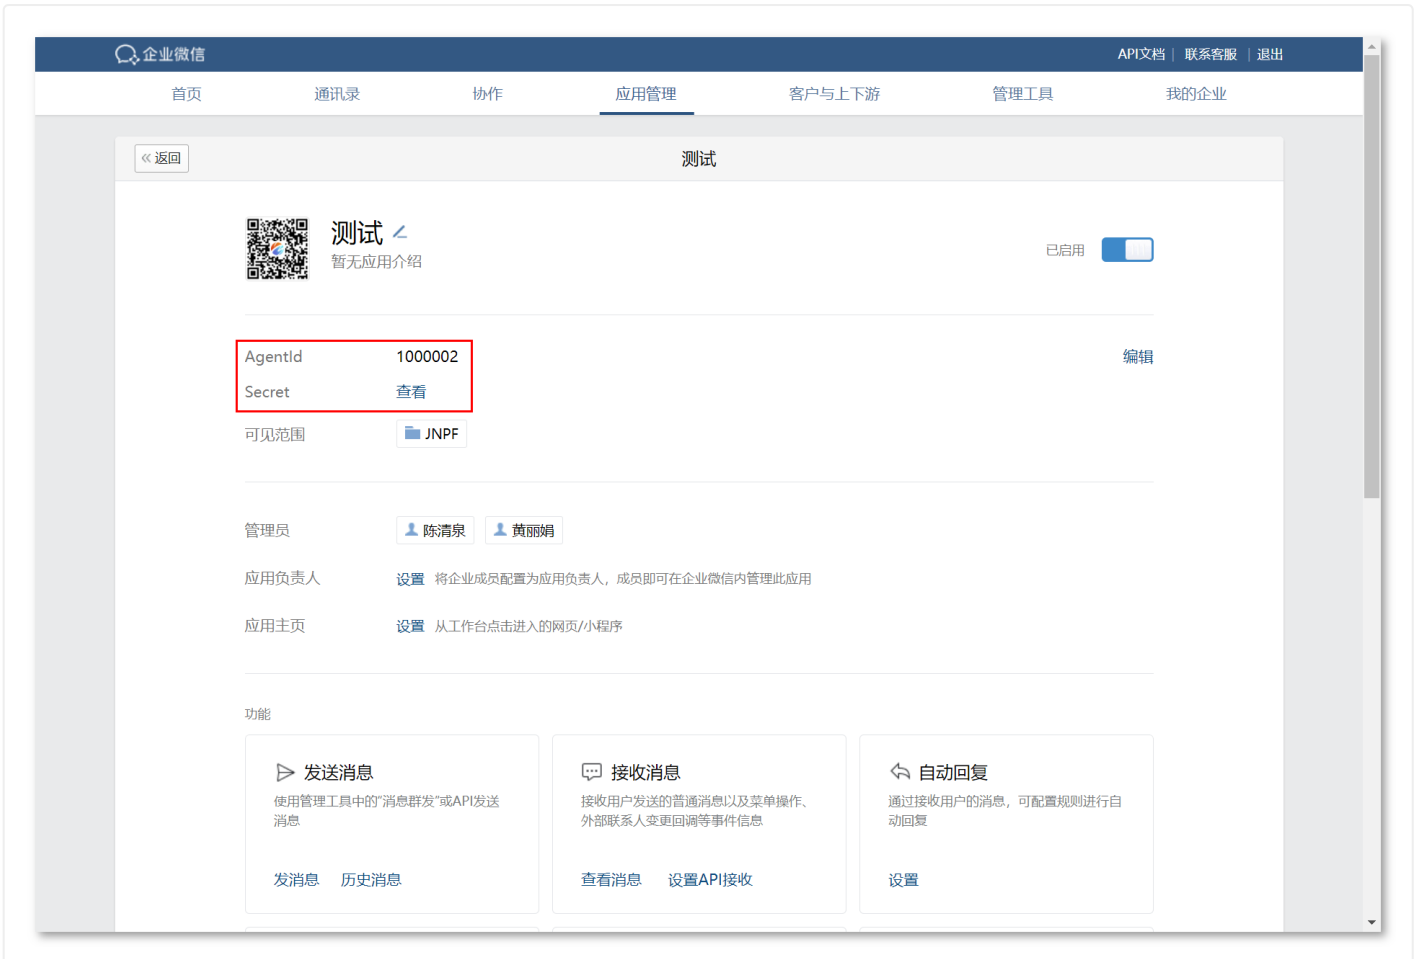 企业微信
API文档 | 联系客服 | 退出
首页 通讯录 协作 应用管理 客户与上下游 管理工具 我的企业
« 返回
测试
测试
暂无应用介绍
已启用
AgentId 1000002 编辑
Secret 查看
可见范围 JNPF
管理员 陈清泉 黄丽娟
应用负责人 设置 将企业成员配置为应用负责人，成员即可在企业微信内管理此应用
应用主页 设置 从工作台点击进入的网页/小程序
功能
发送消息
使用管理工具中的“消息群发”或API发送
消息
发消息 历史消息
接收消息
接收用户发送的普通消息以及菜单操作、
外部联系人变更回调等事件信息
查看消息 设置API接收
自动回复
通过接收用户的消息，可配置规则进行自
动回复
设置